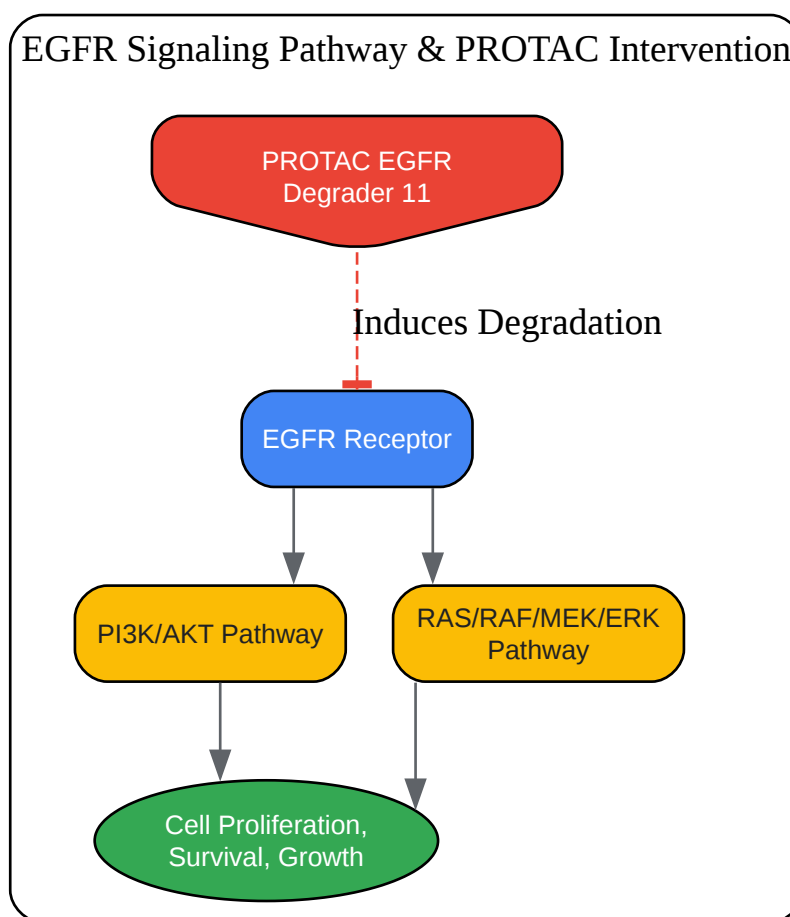 EGFR Signaling Pathway & PROTAC Intervention
PROTAC EGFR
Degrader 11
Induces Degradation
EGFR Receptor
PI3K/AKT Pathway
RAS/RAF/MEK/ERK
Pathway
Cell Proliferation,
Survival, Growth